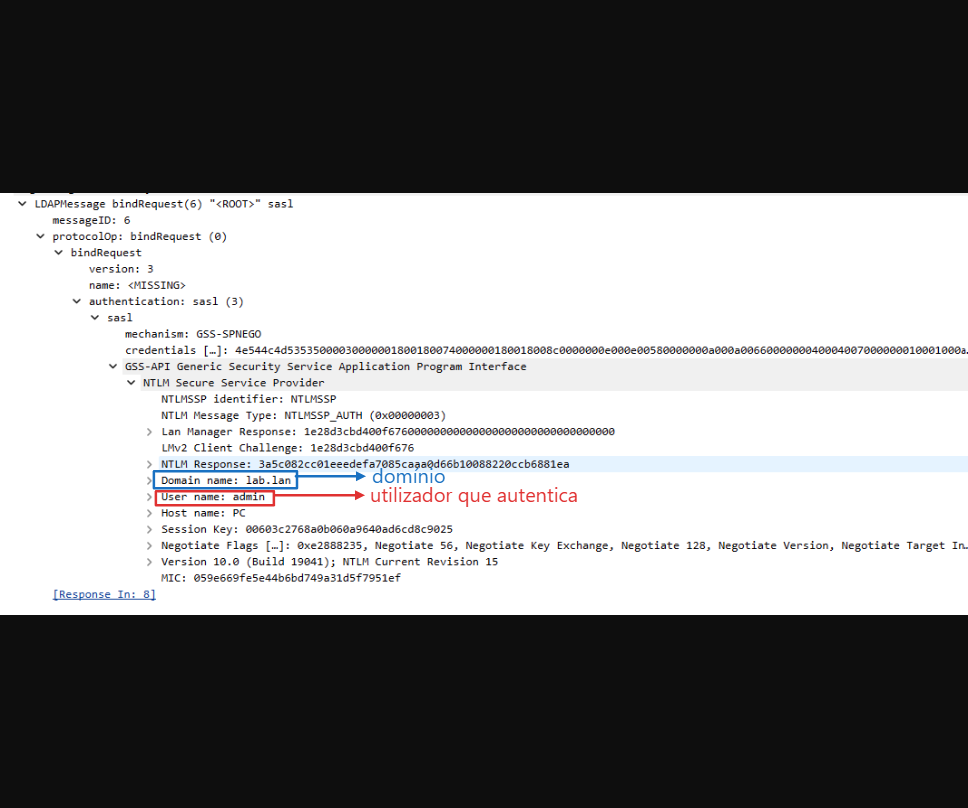 LDAPMessage bindRequest(6) "<ROOT>" sasl
messageID: 6
protocolOp: bindRequest (0)
bindRequest
version: 3
name: <MISSING>
authentication: sasl (3)
sasl
mechanism: GSS-SPNEGO
credentials […]: 4e544c4d53535000030000001800180074000000180018008c0000000e000e00580000000a000a0066000000040004007000000010001000a…
GSS-API Generic Security Service Application Program Interface
NTLM Secure Service Provider
NTLMSSP identifier: NTLMSSP
NTLM Message Type: NTLMSSP_AUTH (0x00000003)
Lan Manager Response: 1e28d3cbd400f67600000000000000000000000000000000
LMv2 Client Challenge: 1e28d3cbd400f676
NTLM Response: 3a5c082cc01eeedefa7085caaa0d66b10088220ccb6881ea
Domain name: lab.lan domínio
User name: admin utilizador que autentica
Host name: PC
Session Key: 00603c2768a0b060a9640ad6cd8c9025
Negotiate Flags […]: 0xe2888235, Negotiate 56, Negotiate Key Exchange, Negotiate 128, Negotiate Version, Negotiate Target In…
Version 10.0 (Build 19041); NTLM Current Revision 15
MIC: 059e669fe5e44b6bd749a31d5f7951ef
[Response In: 8]